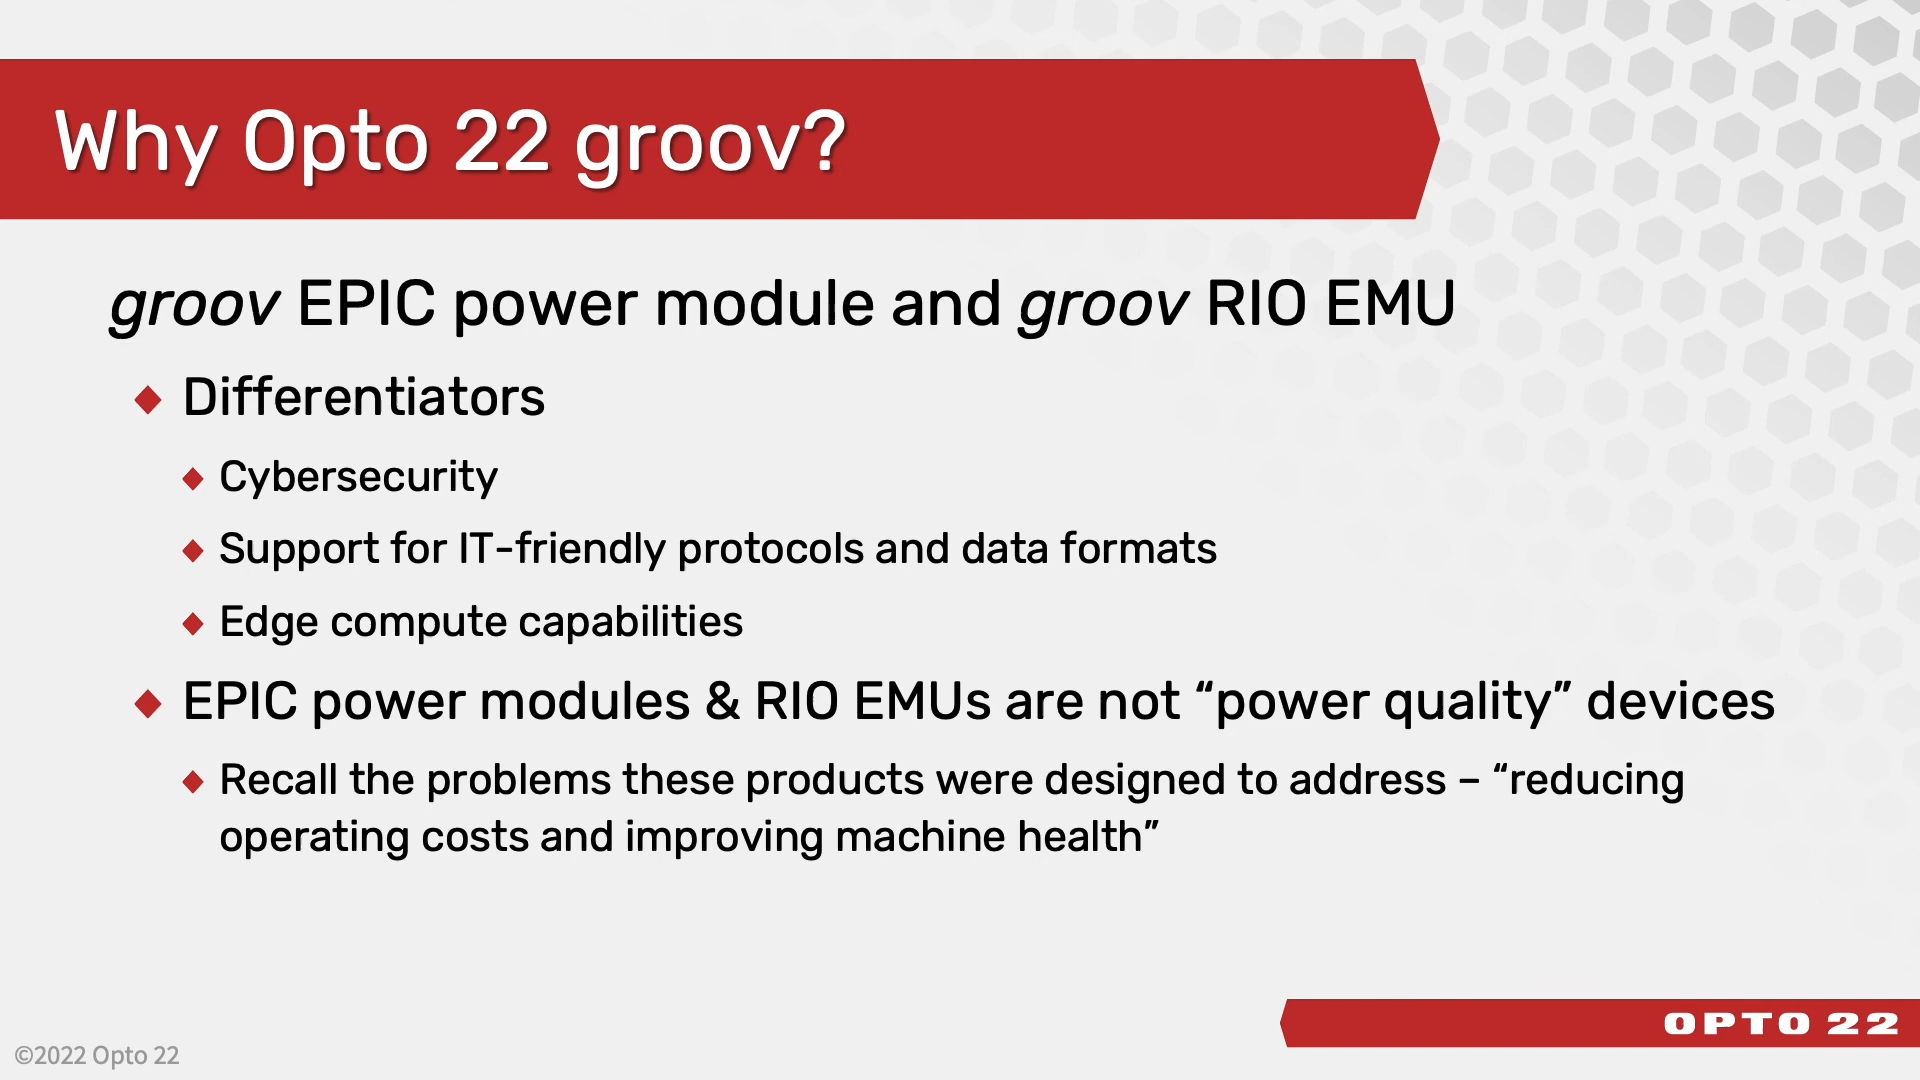 Why Opto 22 groov?
groov EPIC power module and groov RIO EMU
Differentiators
Cybersecurity
Support for IT-friendly protocols and data formats
Edge compute capabilities
EPIC power modules & RIO EMUs are not “power quality” devices
Recall the problems these products were designed to address – “reducing
operating costs and improving machine health”
OPTO 22
©2022 Opto 22